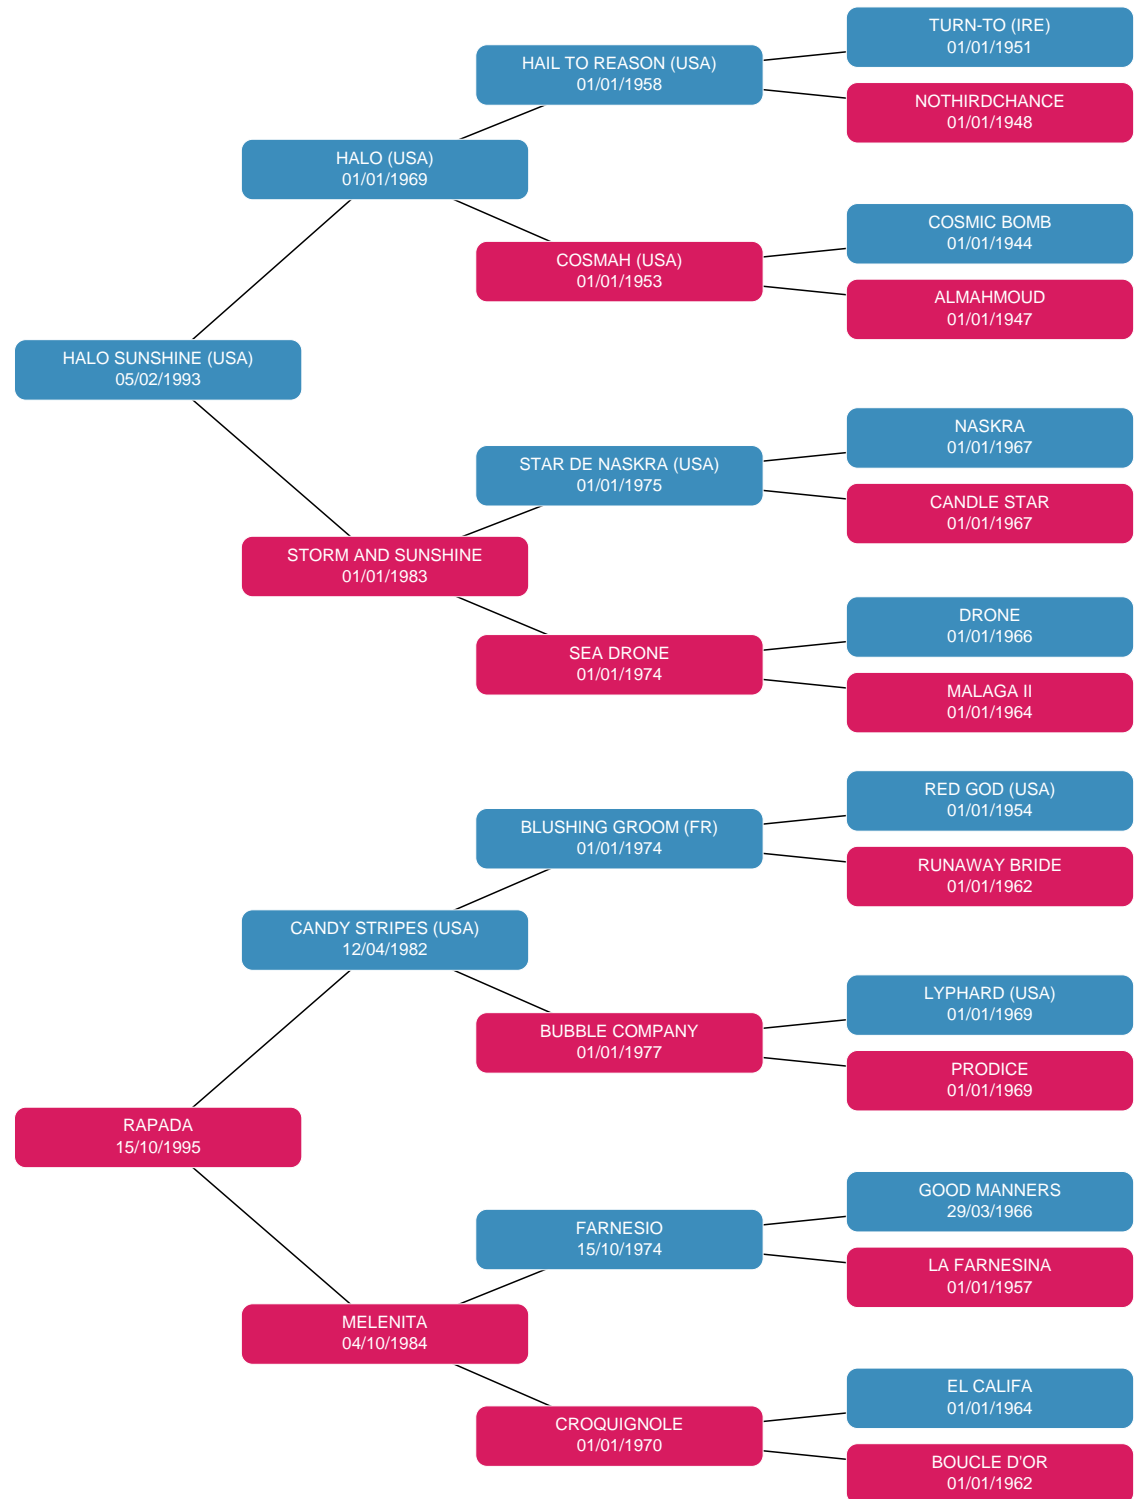 TURN-TO (IRE)
01/01/1951
HAIL TO REASON (USA)
01/01/1958
NOTHIRDCHANCE
01/01/1948
HALO (USA)
01/01/1969
COSMIC BOMB
01/01/1944
COSMAH (USA)
01/01/1953
ALMAHMOUD
01/01/1947
HALO SUNSHINE (USA)
05/02/1993
NASKRA
01/01/1967
STAR DE NASKRA (USA)
01/01/1975
CANDLE STAR
01/01/1967
STORM AND SUNSHINE
01/01/1983
DRONE
01/01/1966
SEA DRONE
01/01/1974
MALAGA II
01/01/1964
RED GOD (USA)
01/01/1954
BLUSHING GROOM (FR)
01/01/1974
RUNAWAY BRIDE
01/01/1962
CANDY STRIPES (USA)
12/04/1982
LYPHARD (USA)
01/01/1969
BUBBLE COMPANY
01/01/1977
PRODICE
01/01/1969
RAPADA
15/10/1995
GOOD MANNERS
29/03/1966
FARNESIO
15/10/1974
LA FARNESINA
01/01/1957
MELENITA
04/10/1984
EL CALIFA
01/01/1964
CROQUIGNOLE
01/01/1970
BOUCLE D'OR
01/01/1962